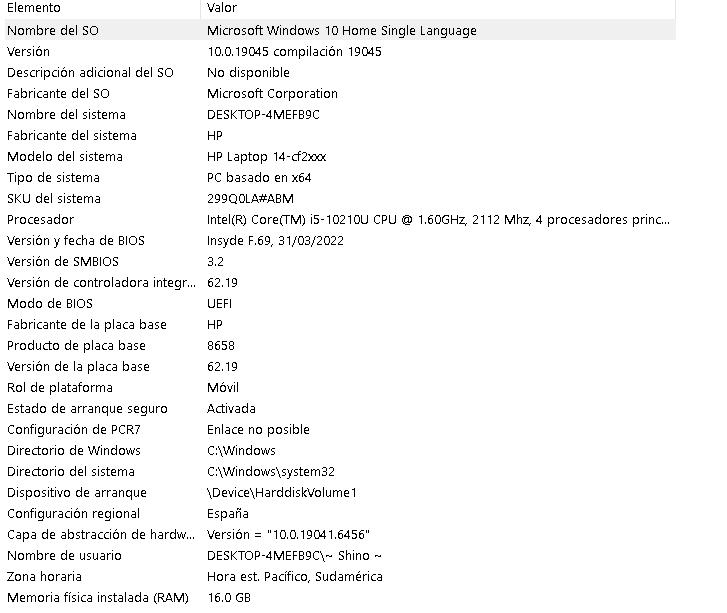 Elemento Valor
Nombre del SO Microsoft Windows 10 Home Single Language
Versión 10.0.19045 compilación 19045
Descripción adicional del SO No disponible
Fabricante del SO Microsoft Corporation
Nombre del sistema DESKTOP-4MEFB9C
Fabricante del sistema HP
Modelo del sistema HP Laptop 14-cf2xxx
Tipo de sistema PC basado en x64
SKU del sistema 299Q0LA#ABM
Procesador Intel(R) Core(TM) i5-10210U CPU @ 1.60GHz, 2112 Mhz, 4 procesadores princ...
Versión y fecha de BIOS Insyde F.69, 31/03/2022
Versión de SMBIOS 3.2
Versión de controladora integr... 62.19
Modo de BIOS UEFI
Fabricante de la placa base HP
Producto de placa base 8658
Versión de la placa base 62.19
Rol de plataforma Móvil
Estado de arranque seguro Activada
Configuración de PCR7 Enlace no posible
Directorio de Windows C:\Windows
Directorio del sistema C:\Windows\system32
Dispositivo de arranque \Device\HarddiskVolume1
Configuración regional España
Capa de abstracción de hardw... Versión = "10.0.19041.6456"
Nombre de usuario DESKTOP-4MEFB9C\~ Shino ~
Zona horaria Hora est. Pacífico, Sudamérica
Memoria física instalada (RAM) 16.0 GB